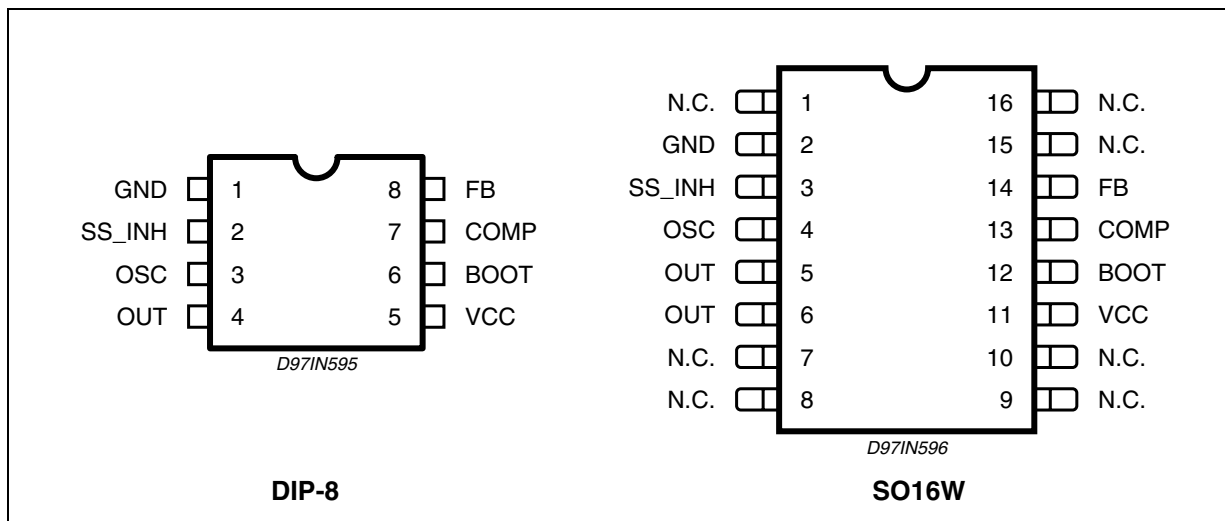 GND 1 8 FB
SS_INH 2 7 COMP
OSC 3 6 BOOT
OUT 4 5 VCC
D97IN595
DIP-8
N.C. 1 16 N.C.
GND 2 15 N.C.
SS_INH 3 14 FB
OSC 4 13 COMP
OUT 5 12 BOOT
OUT 6 11 VCC
N.C. 7 10 N.C.
N.C. 8 9 N.C.
D97IN596
SO16W